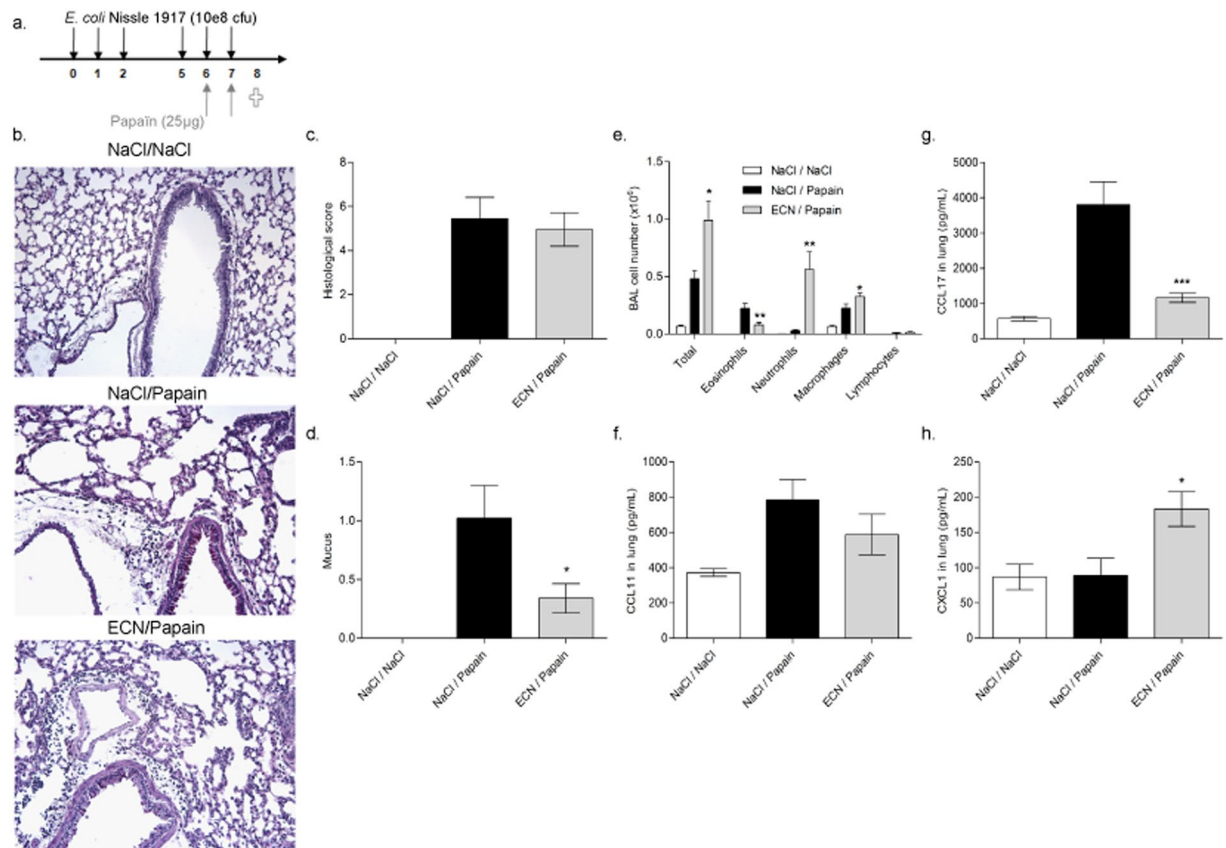 a.
E. coli Nissle 1917 (10e8 cfu)
0 1 2 5 6 7 8
Papaïn (25µg)
b.
NaCl/NaCl
NaCl/Papain
ECN/Papain
c.
Histological score
8
6
4
2
0
NaCl / NaCl
NaCl / Papain
ECN / Papain
d.
Mucus
1.5
1.0
0.5
0.0
*
NaCl / NaCl
NaCl / Papain
ECN / Papain
e.
BAL cell number (x10⁶)
1.5
1.0
0.5
0.0
NaCl / NaCl
NaCl / Papain
ECN / Papain
*
**
**
*
Total
Eosinophils
Neutrophils
Macrophages
Lymphocytes
f.
CCL11 in lung (pg/mL)
1000
800
600
400
200
0
NaCl / NaCl
NaCl / Papain
ECN / Papain
g.
CCL17 in lung (pg/mL)
5000
4000
3000
2000
1000
0
***
NaCl / NaCl
NaCl / Papain
ECN / Papain
h.
CXCL1 in lung (pg/mL)
250
200
150
100
50
0
*
NaCl / NaCl
NaCl / Papain
ECN / Papain